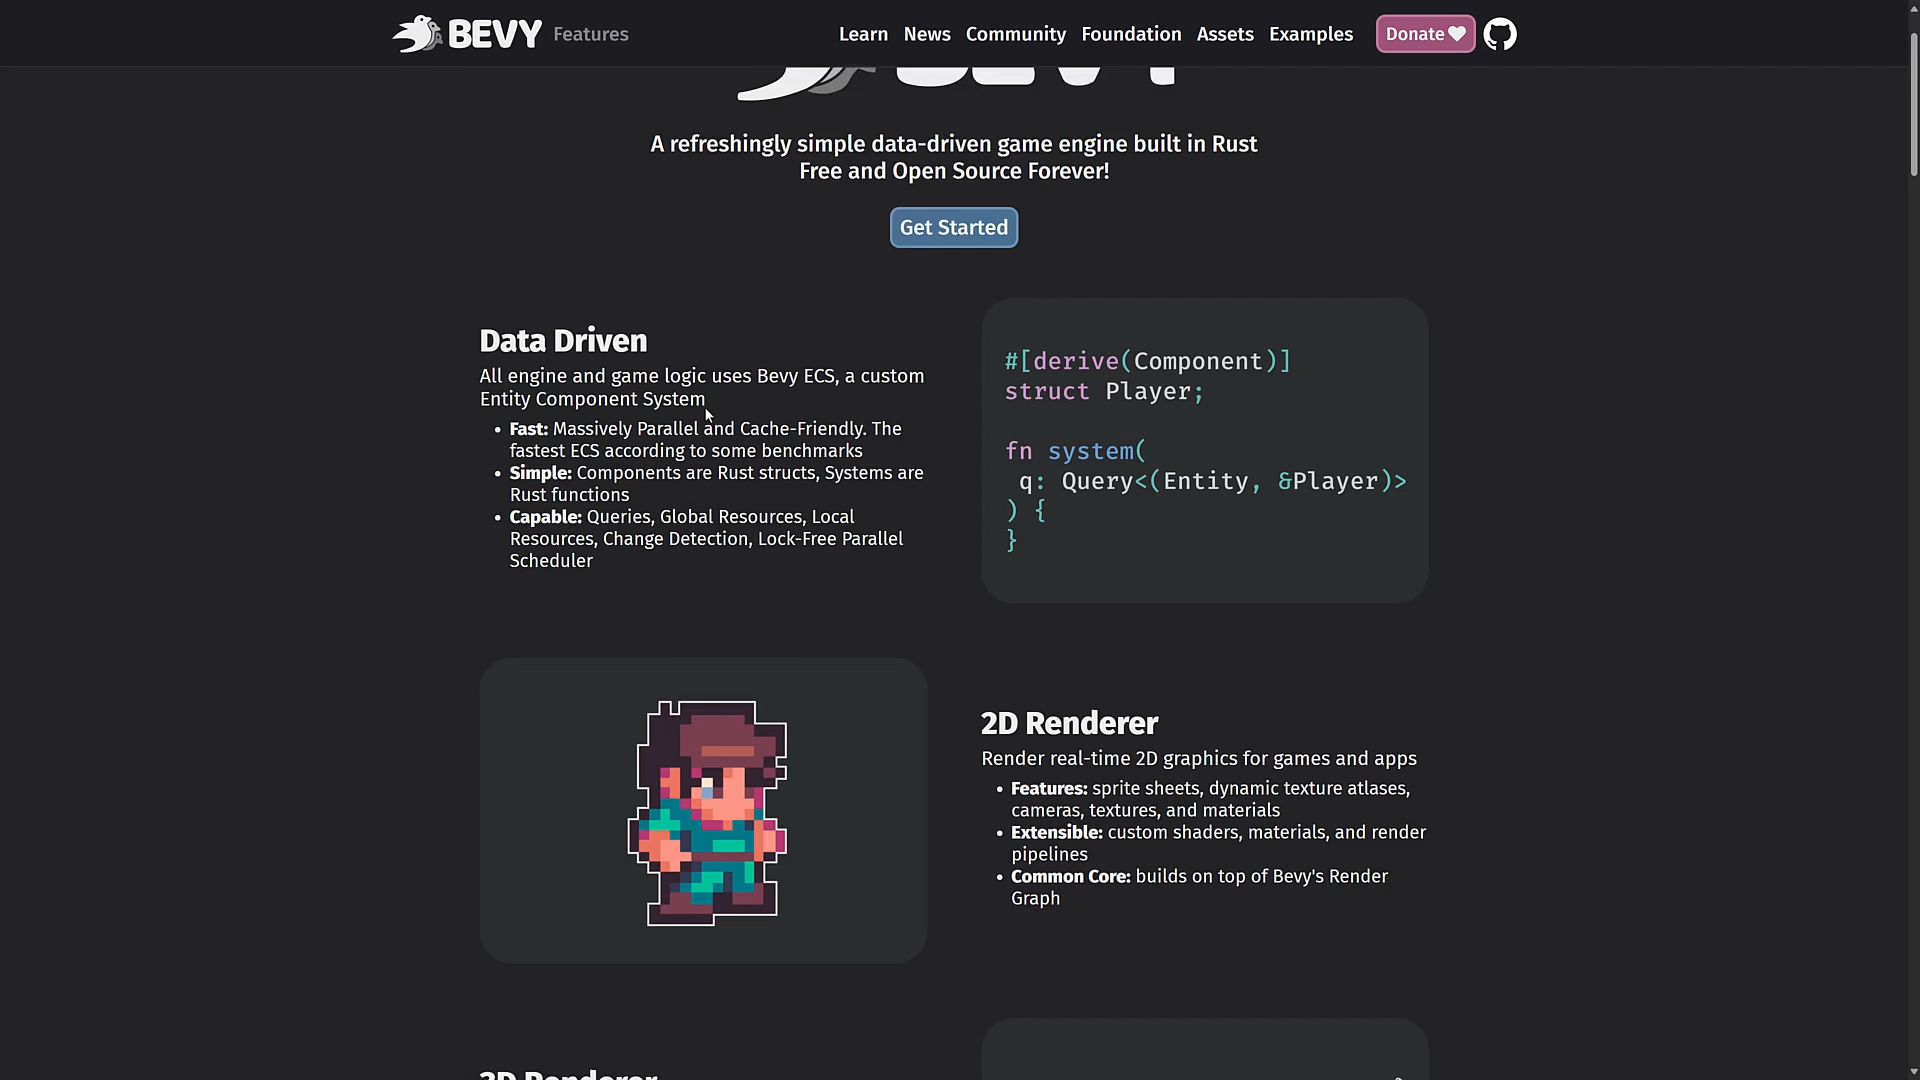 BEVY Features Learn News Community Foundation Assets Examples Donate
BEVY
A refreshingly simple data-driven game engine built in Rust
Free and Open Source Forever!
Get Started
Data Driven
All engine and game logic uses Bevy ECS, a custom
Entity Component System
• Fast: Massively Parallel and Cache-Friendly. The
fastest ECS according to some benchmarks
• Simple: Components are Rust structs, Systems are
Rust functions
• Capable: Queries, Global Resources, Local
Resources, Change Detection, Lock-Free Parallel
Scheduler
#[derive(Component)]
struct Player;
fn system(
q: Query<(Entity, &Player)>
) {
}
2D Renderer
Render real-time 2D graphics for games and apps
• Features: sprite sheets, dynamic texture atlases,
cameras, textures, and materials
• Extensible: custom shaders, materials, and render
pipelines
• Common Core: builds on top of Bevy's Render
Graph
3D Renderer